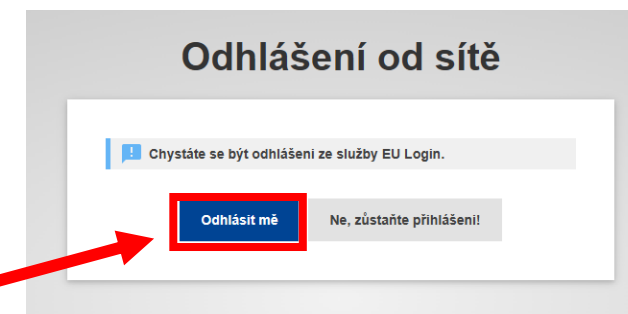 Odhlášení od sítě
Chystáte se být odhlášeni ze služby EU Login.
Odhlásit mě
Ne, zůstaňte přihlášeni!